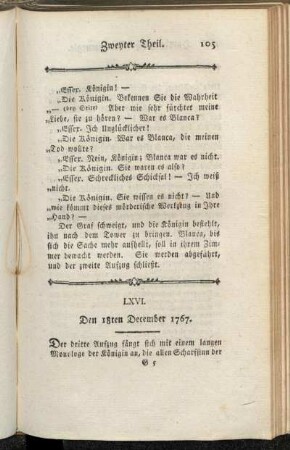 Zweyter Theil. 105
„Essex. Königin! —
„Die Königin. Bekennen Sie die Wahrheit
„— (bey Seite) Aber wie sehr fürchtet meine
„Liebe, sie zu hören? — War es Blanca?
„Essex. Ich Unglücklicher!
„Die Königin. War es Blanca, die meinen
„Tod wollte?
„Essex. Nein, Königin; Blanca war es nicht.
„Die Königin. Sie waren es also?
„Essex. Schreckliches Schicksal! — Ich weiß
„nicht.
„Die Königin. Sie wissen es nicht? — Und
„wie kömmt dieses mörderische Werkzeug in Ihre
„Hand? —
Der Graf schweigt, und die Königin befiehlt,
ihn nach dem Tower zu bringen. Blanca, bis
sich die Sache mehr aufhellt, soll in ihrem Zim-
mer bewacht werden. Sie werden abgeführt,
und der zweite Aufzug schließt.
LXVI.
Den 18ten December 1767.
Der dritte Aufzug fängt sich mit einem langen
Monologe der Königin an, die allen Scharfsinn der
G 5